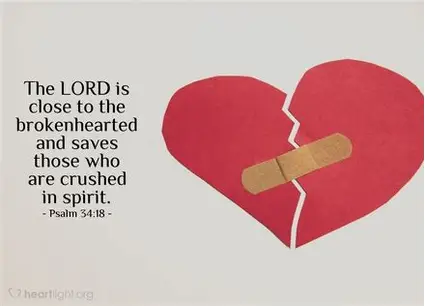 The LORD is
close to the
brokenhearted
and saves
those who
are crushed
in spirit.
- Psalm 34:18 -
heartlight.org